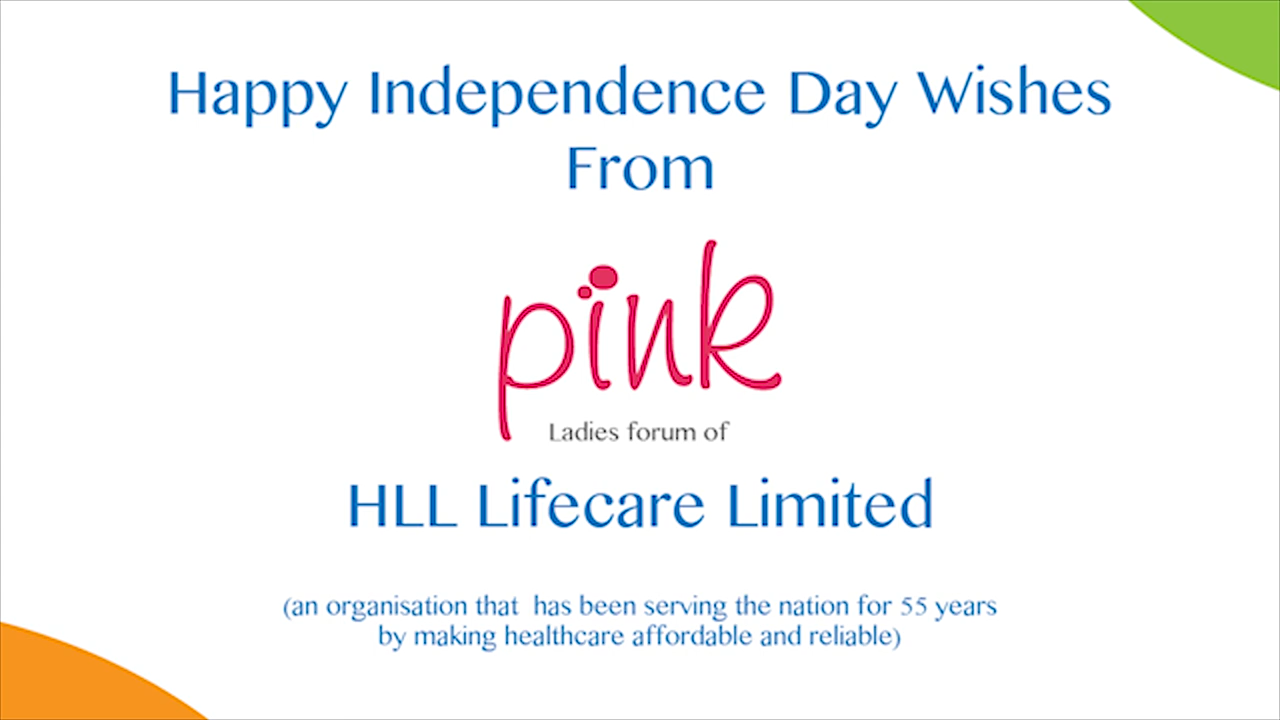 Happy Independence Day Wishes
From
pink
Ladies forum of
HLL Lifecare Limited
(an organisation that  has been serving the nation for 55 years
by making healthcare affordable and reliable)